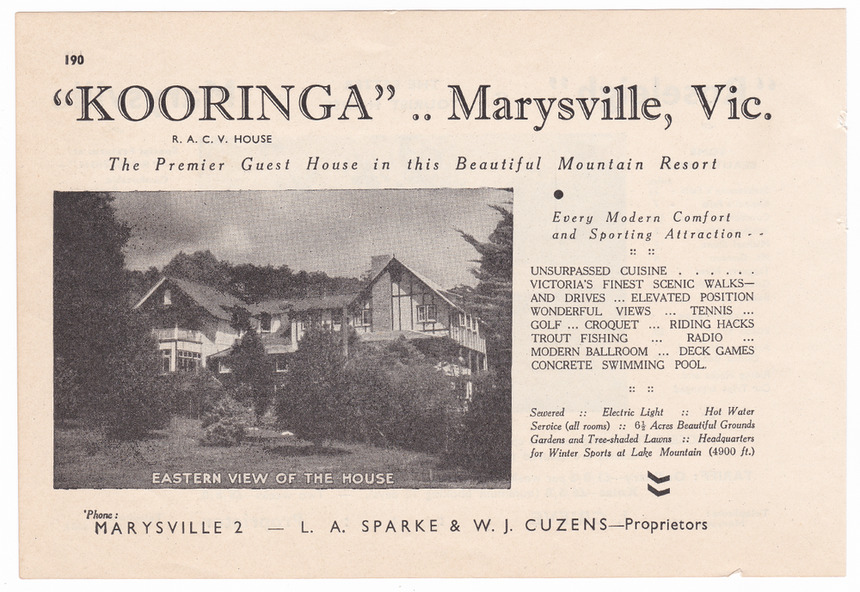 190
"KOORINGA" .. Marysville, Vic.
R. A. C. V. HOUSE
The Premier Guest House in this Beautiful Mountain Resort
Every Modern Comfort
and Sporting Attraction - -
:: ::
UNSURPASSED CUISINE . . . . . .
VICTORIA'S FINEST SCENIC WALKS—
AND DRIVES ... ELEVATED POSITION
WONDERFUL VIEWS ... TENNIS ...
GOLF ... CROQUET ... RIDING HACKS
TROUT FISHING ... RADIO ...
MODERN BALLROOM ... DECK GAMES
CONCRETE SWIMMING POOL.
:: ::
Sewered :: Electric Light :: Hot Water
Service (all rooms) :: 6½ Acres Beautiful Grounds
Gardens and Tree-shaded Lawns :: Headquarters
for Winter Sports at Lake Mountain (4900 ft.)
EASTERN VIEW OF THE HOUSE
'Phone :
MARYSVILLE 2 — L. A. SPARKE & W. J. CUZENS—Proprietors